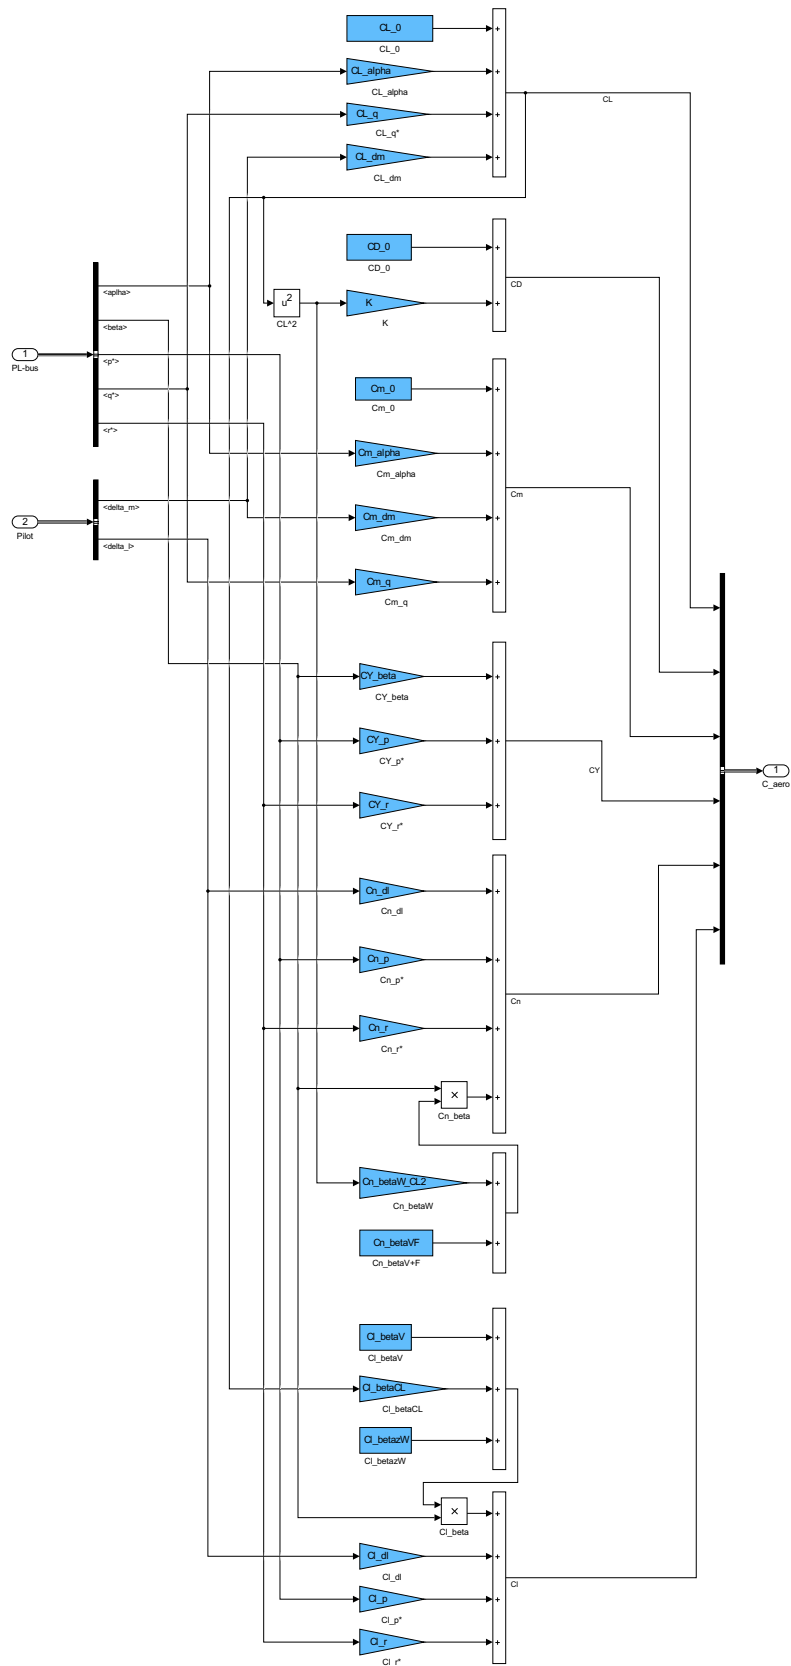 CL_0
+
CL_0
CL_alpha
+
CL_alpha
CL
CL_q
+
CL_q*
CL_dm
+
CL_dm
CD_0
+
CD_0
CD
<aplha>
u²
K
+
CL^2
K
<beta>
1
<p*>
PL-bus
<q*>
<r*>
Cm_0
+
Cm_0
Cm_alpha
+
Cm_alpha
Cm
<delta_m>
2
Pilot
<delta_l>
Cm_dm
+
Cm_dm
Cm_q
+
Cm_q
CY_beta
+
CY_beta
CY_p
+
CY_p*
CY
1
C_aero
CY_r
+
CY_r*
Cn_dl
+
Cn_dl
Cn_p
+
Cn_p*
Cn
Cn_r
+
Cn_r*
×
+
Cn_beta
Cn_betaW_CL2
+
Cn_betaW
Cn_betaVF
+
Cn_betaV+F
Cl_betaV
+
Cl_betaV
Cl_betaCL
+
Cl_betaCL
Cl_betazW
+
Cl_betazW
×
+
Cl_beta
Cl_dl
+
Cl_dl
Cl
Cl_p
+
Cl_p*
Cl_r
+
Cl_r*